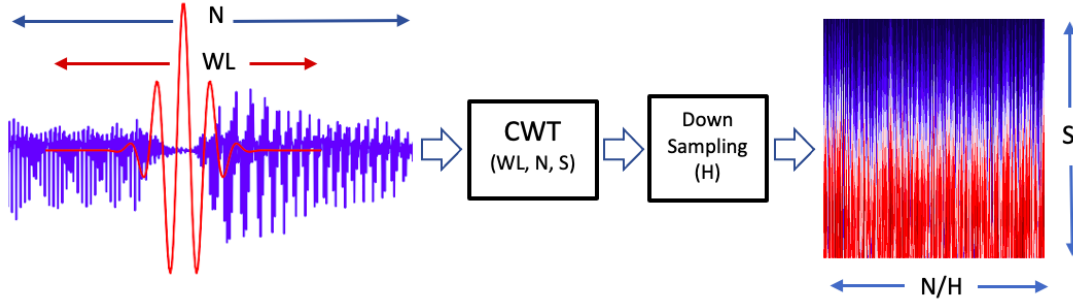 N
WL
CWT
(WL, N, S)
Down
Sampling
(H)
S
N/H